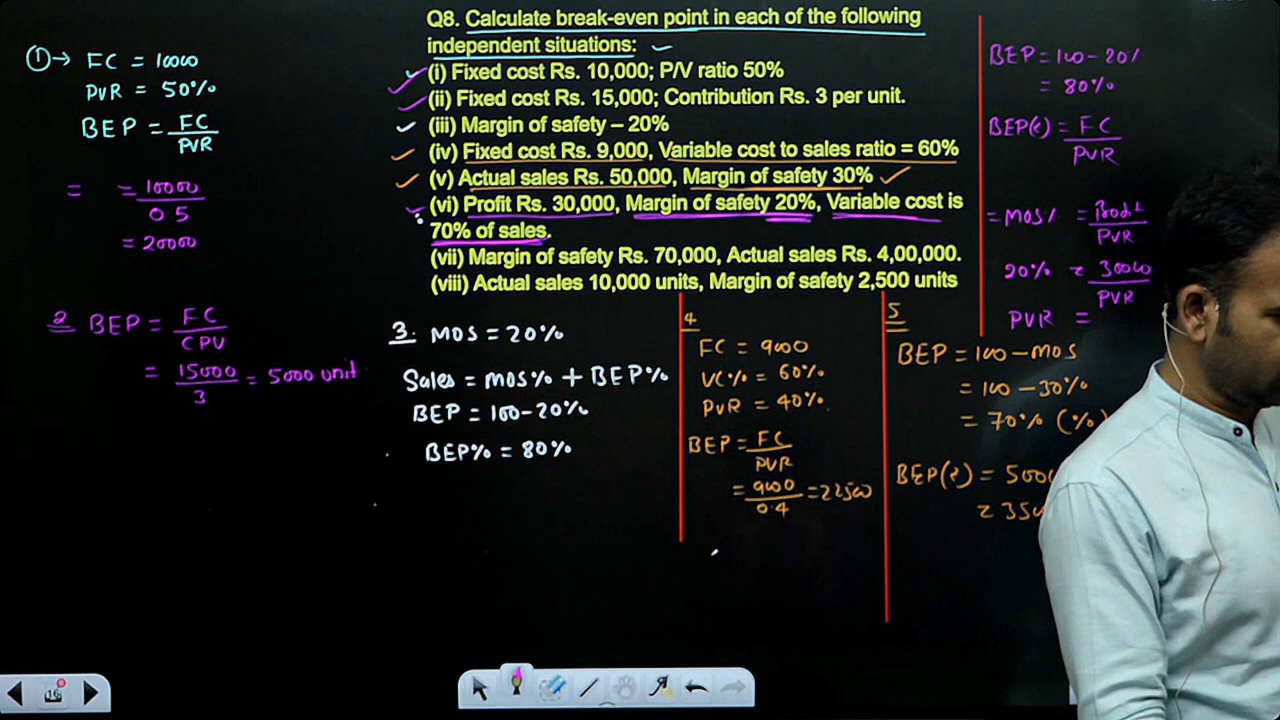 Q8. Calculate break-even point in each of the following
independent situations:
(i) Fixed cost Rs. 10,000; P/V ratio 50%
(ii) Fixed cost Rs. 15,000; Contribution Rs. 3 per unit.
(iii) Margin of safety – 20%
(iv) Fixed cost Rs. 9,000, Variable cost to sales ratio = 60%
(v) Actual sales Rs. 50,000, Margin of safety 30%
(vi) Profit Rs. 30,000, Margin of safety 20%, Variable cost is
70% of sales.
(vii) Margin of safety Rs. 70,000, Actual sales Rs. 4,00,000.
(viii) Actual sales 10,000 units, Margin of safety 2,500 units
① → FC = 10000
PVR = 50%
BEP = FC
PVR
= = 10000
0 5
= 20000
2 BEP = FC
CPU
= 15000 = 5000 unit
3
3. MOS = 20%
Sales = MOS% + BEP%
BEP = 100-20%
BEP% = 80%
4
FC = 9000
VC% = 60%
PVR = 40%.
BEP = FC
PVR
= 9000 = 22500
0.4
5
BEP = 100 - MOS
= 100 - 30%
= 70% (%)
BEP(₹) = 500
= 350
BEP = 100-20%
= 80%
BEP(₹) = FC
PVR
= MOS% =
PVR
20% = 30000
PVR
PVR =
16